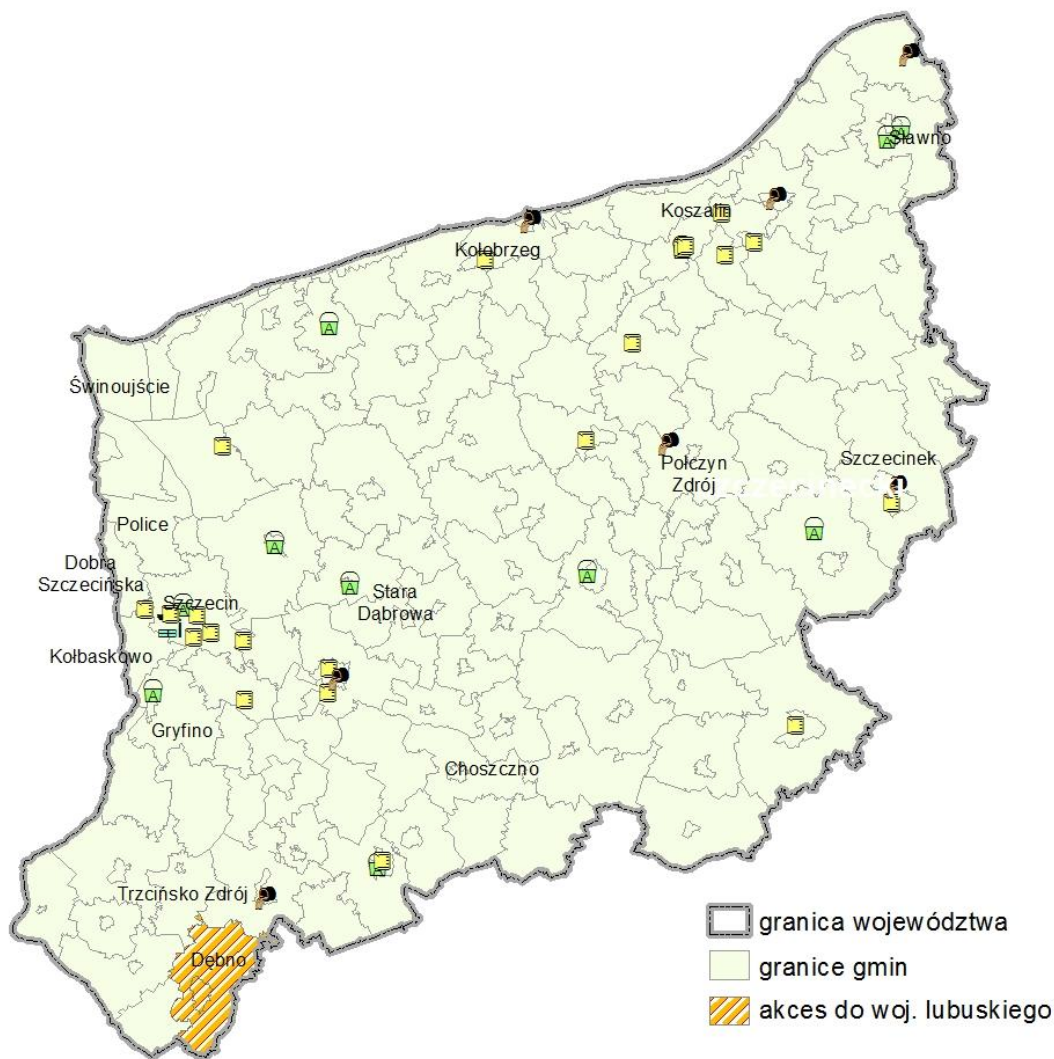 Sławno
Koszalin
Kołobrzeg
Świnoujście
Połczyn
Zdrój
Szczecinek
Police
Dobra
Szczecińska
Szczecin
Stara
Dąbrowa
Kołbaskowo
Gryfino
Choszczno
Trzcińsko Zdrój
Dębno
A
A
A
A
A
A
A
A
A
A
granica województwa
granice gmin
akces do woj. lubuskiego